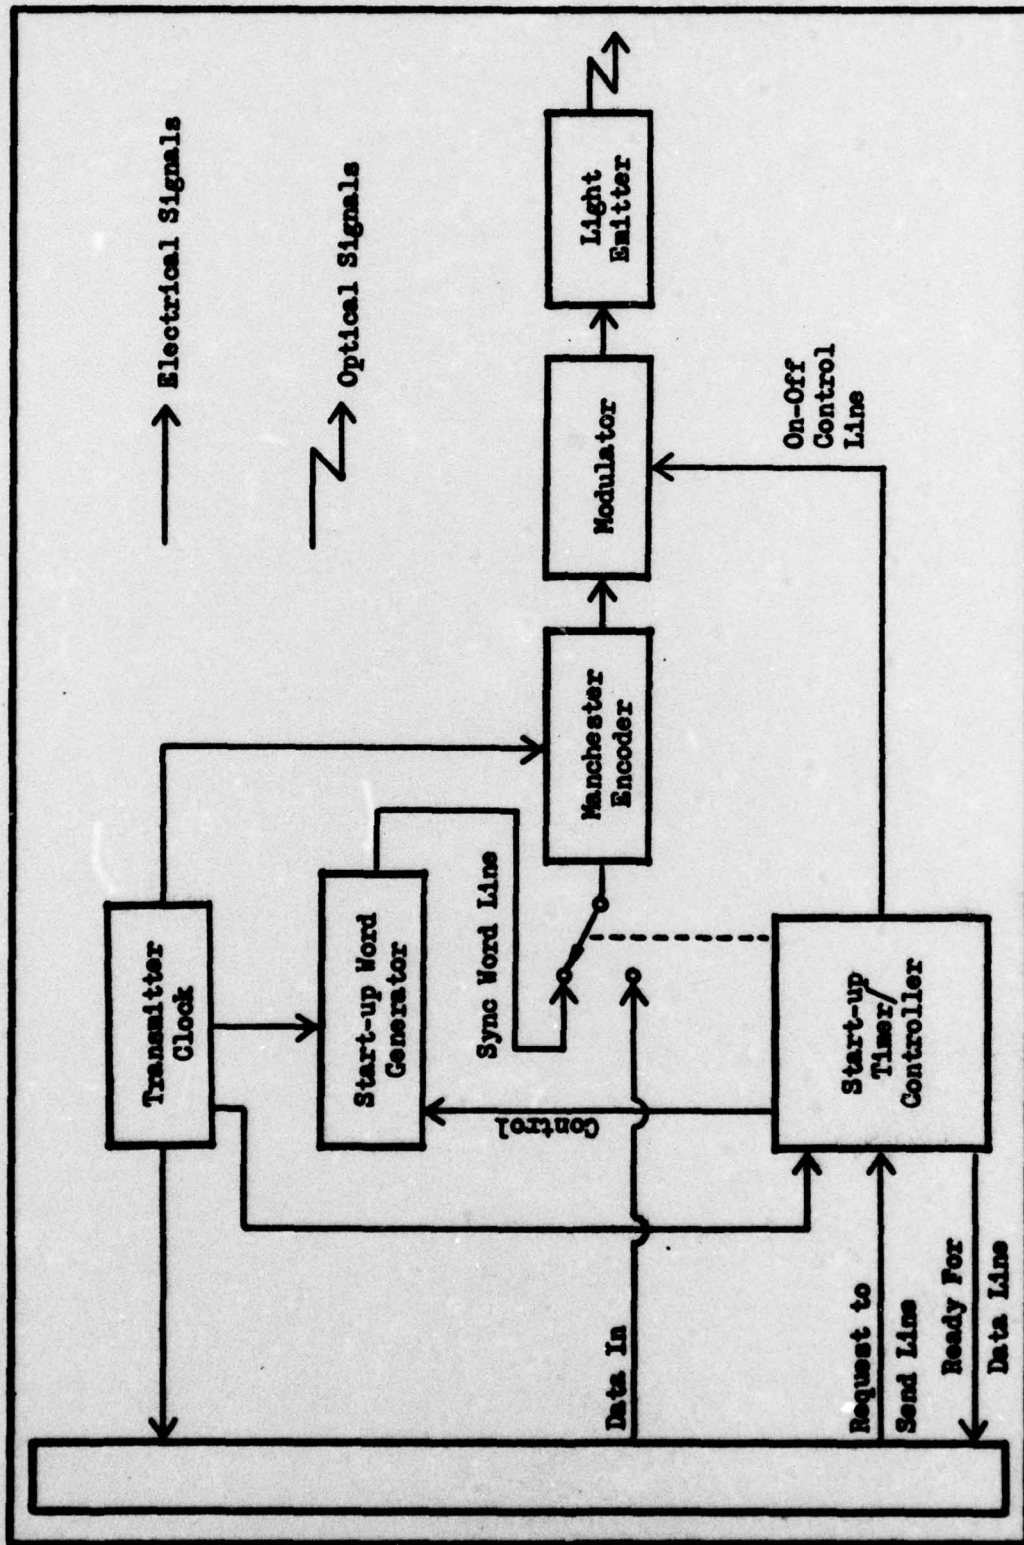 Electrical Signals
Optical Signals
Transmitter
Clock
Start-up Word
Generator
Sync Word Line
Control
Data In
Manchester
Encoder
Modulator
Light
Emitter
On-Off
Control
Line
Start-up
Timer/
Controller
Request to
Send Line
Ready For
Data Line